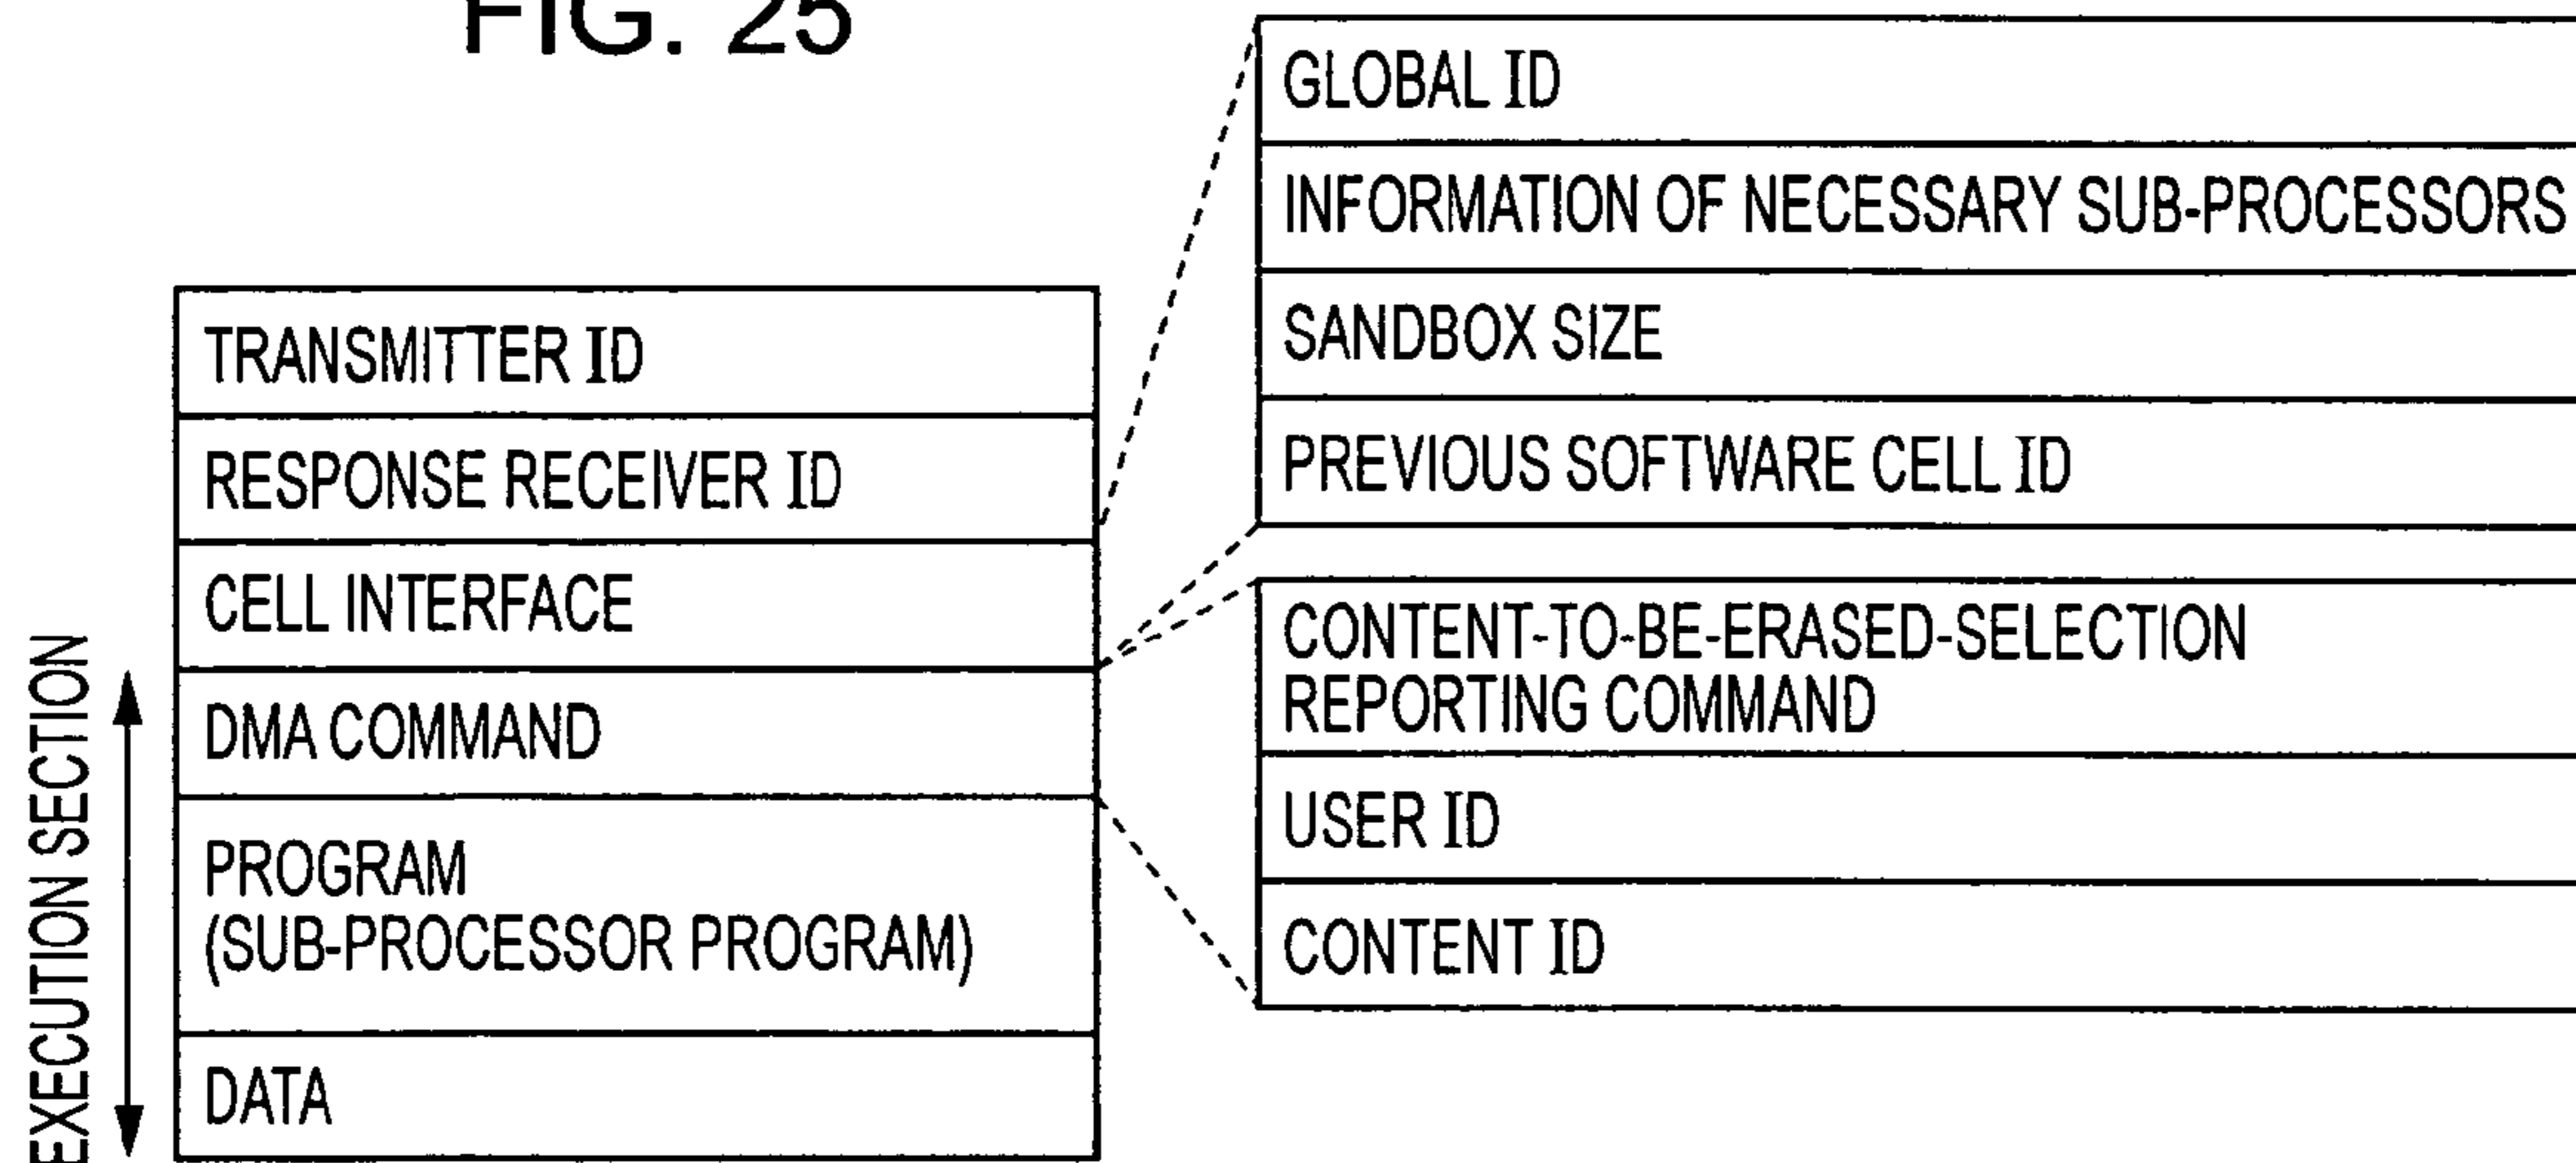 FIG. 25
TRANSMITTER ID
RESPONSE RECEIVER ID
CELL INTERFACE
DMA COMMAND
PROGRAM
(SUB-PROCESSOR PROGRAM)
DATA
EXECUTION SECTION
GLOBAL ID
INFORMATION OF NECESSARY SUB-PROCESSORS
SANDBOX SIZE
PREVIOUS SOFTWARE CELL ID
CONTENT-TO-BE-ERASED-SELECTION
REPORTING COMMAND
USER ID
CONTENT ID